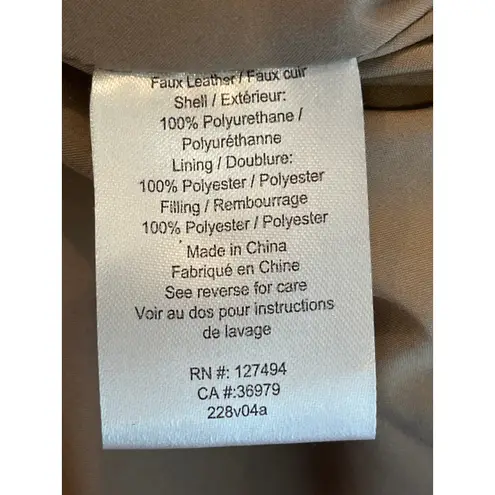 Faux Leather / Faux cuir
Shell / Extérieur:
100% Polyurethane /
Polyuréthanne
Lining / Doublure:
100% Polyester / Polyester
Filling / Rembourrage
100% Polyester / Polyester
Made in China
Fabriqué en Chine
See reverse for care
Voir au dos pour instructions
de lavage
RN #: 127494
CA #:36979
228v04a